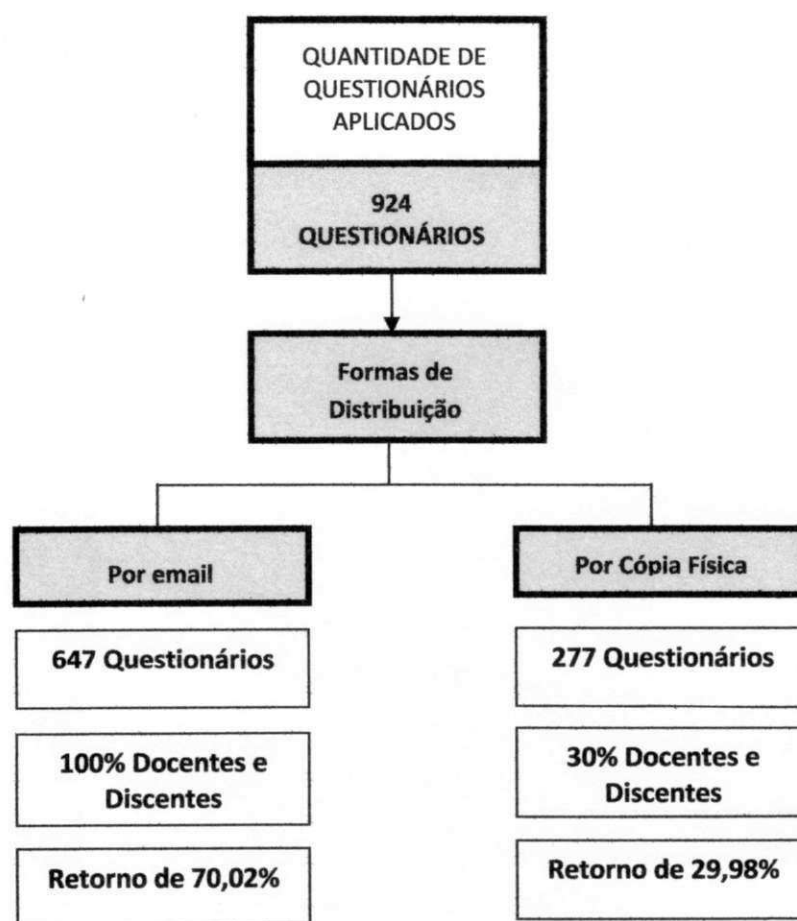 QUANTIDADE DE
QUESTIONÁRIOS
APLICADOS
924
QUESTIONÁRIOS
Formas de
Distribuição
Por email
647 Questionários
100% Docentes e
Discentes
Retorno de 70,02%
Por Cópia Física
277 Questionários
30% Docentes e
Discentes
Retorno de 29,98%